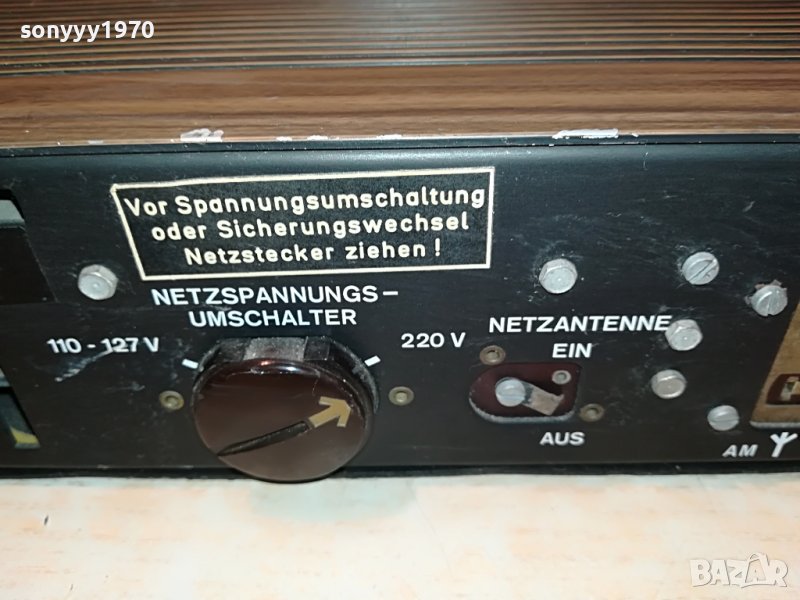 sonyyy1970
Vor Spannungsumschaltung
oder Sicherungswechsel
Netzstecker ziehen !
NETZSPANNUNGS-
UMSCHALTER
110 - 127 V
220 V
NETZANTENNE
EIN
AUS
AM
BAZAR